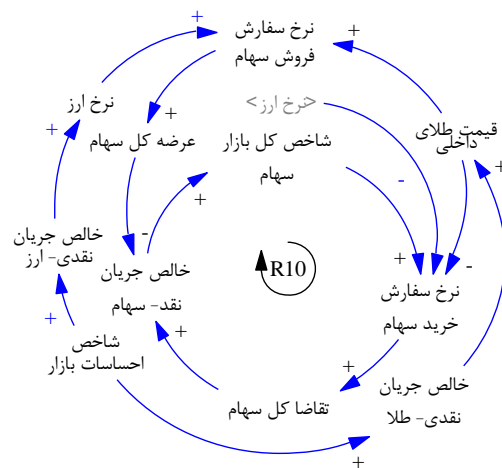 +
نرخ سفارش
فروش سهام
+
+
نرخ ارز
<نرخ ارز>
+
قیمت طلای
داخلی
+
عرضه کل سهام
شاخص کل بازار
سهام
+
+
-
-
خالص جریان
نقدی- ارز
خالص جریان
نقد- سهام
R10
+
-
نرخ سفارش
خرید سهام
+
شاخص
احساسات بازار
+
+
خالص جریان
نقدی- طلا
تقاضا کل سهام
+